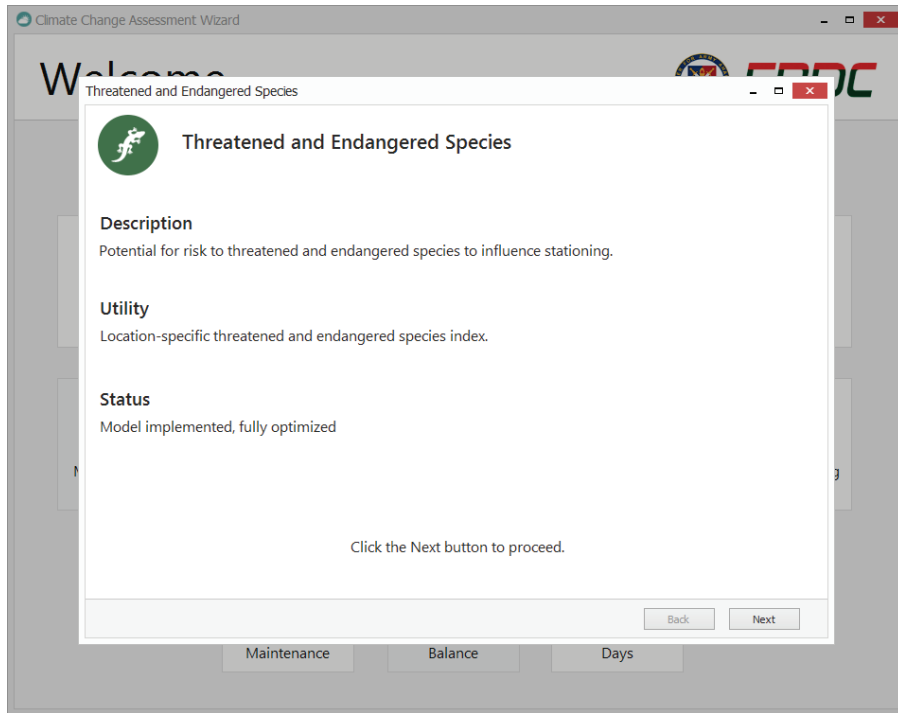 Climate Change Assessment Wizard
Threatened and Endangered Species
Threatened and Endangered Species
Description
Potential for risk to threatened and endangered species to influence stationing.
Utility
Location-specific threatened and endangered species index.
Status
Model implemented, fully optimized
Click the Next button to proceed.
Back
Next
Maintenance
Balance
Days